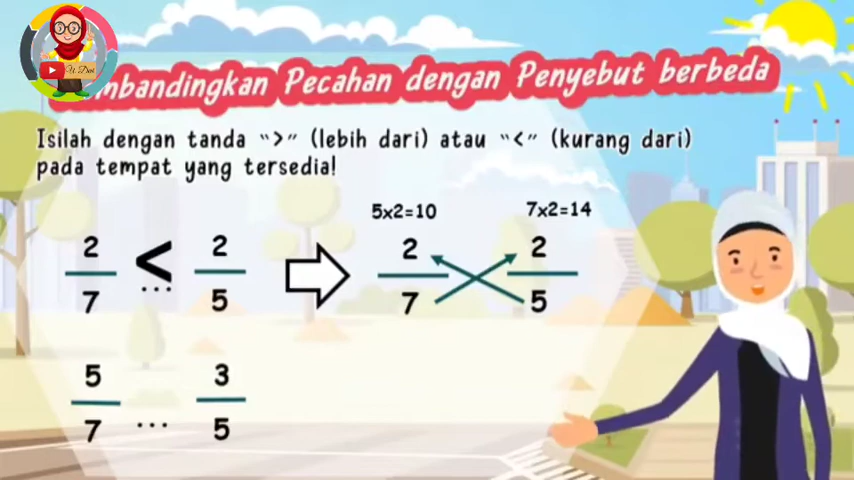 mbandingkan Pecahan dengan Penyebut berbeda
Isilah dengan tanda “>” (lebih dari) atau “<” (kurang dari)
pada tempat yang tersedia!
5x2=10 7x2=14
2 < 2 2 2
7 ... 5 7 5
5 3
7 ... 5